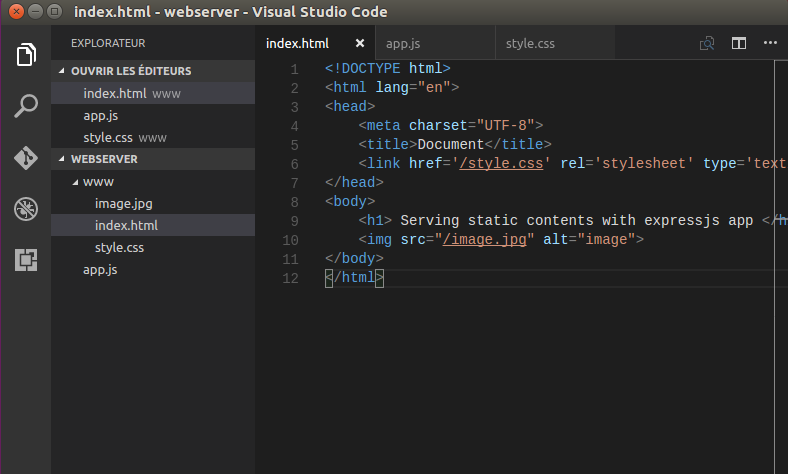 index.html - webserver - Visual Studio Code
EXPLORATEUR
OUVRIR LES ÉDITEURS
index.html www
app.js
style.css www
WEBSERVER
www
image.jpg
index.html
style.css
app.js
index.html × app.js style.css
1 <!DOCTYPE html>
2 <html lang="en">
3 <head>
4 <meta charset="UTF-8">
5 <title>Document</title>
6 <link href='/style.css' rel='stylesheet' type='text
7 </head>
8 <body>
9 <h1> Serving static contents with expressjs app </h
10 <img src="/image.jpg" alt="image">
11 </body>
12 </html>